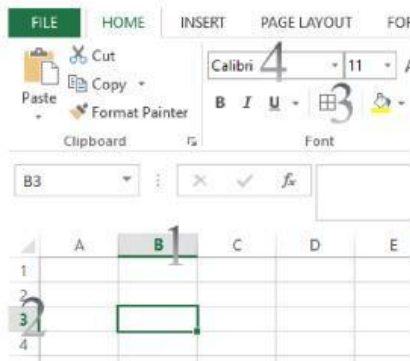 FILE HOME INSERT PAGE LAYOUT
Cut
Copy
Paste
Format Painter
Clipboard
Calibri 4 11
B I U 3
Font
B3 fx
A B 1 C D E
1
2
3 2
4